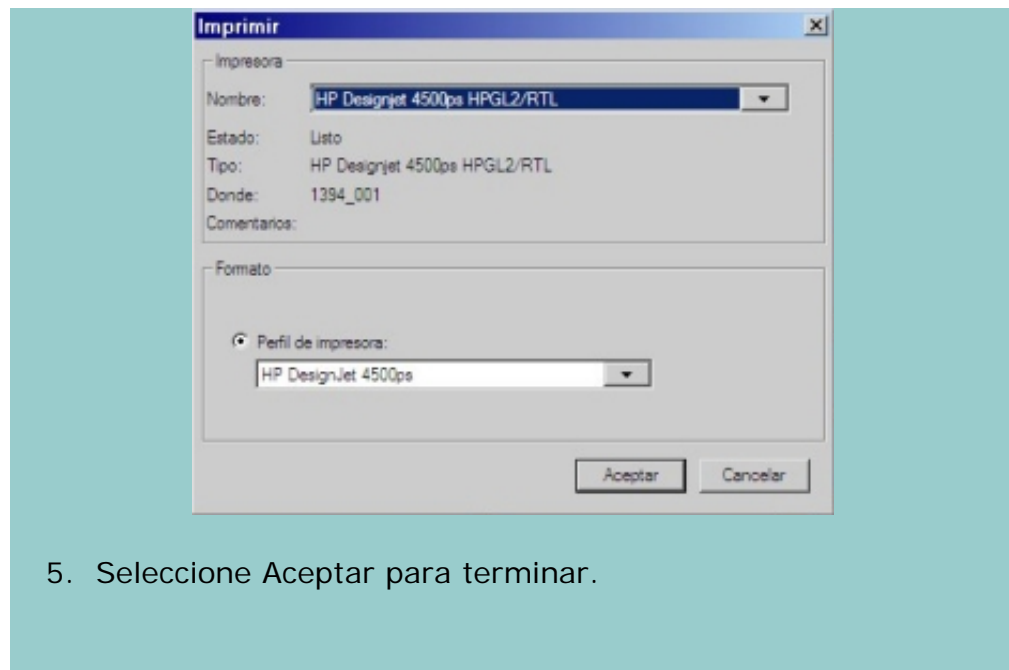 Imprimir
Impresora
Nombre: HP Designjet 4500ps HPGL2/RTL
Estado: Listo
Tipo: HP Designjet 4500ps HPGL2/RTL
Donde: 1394_001
Comentarios:
Formato
Perfil de impresora:
HP DesignJet 4500ps
Aceptar Cancelar
5. Seleccione Aceptar para terminar.